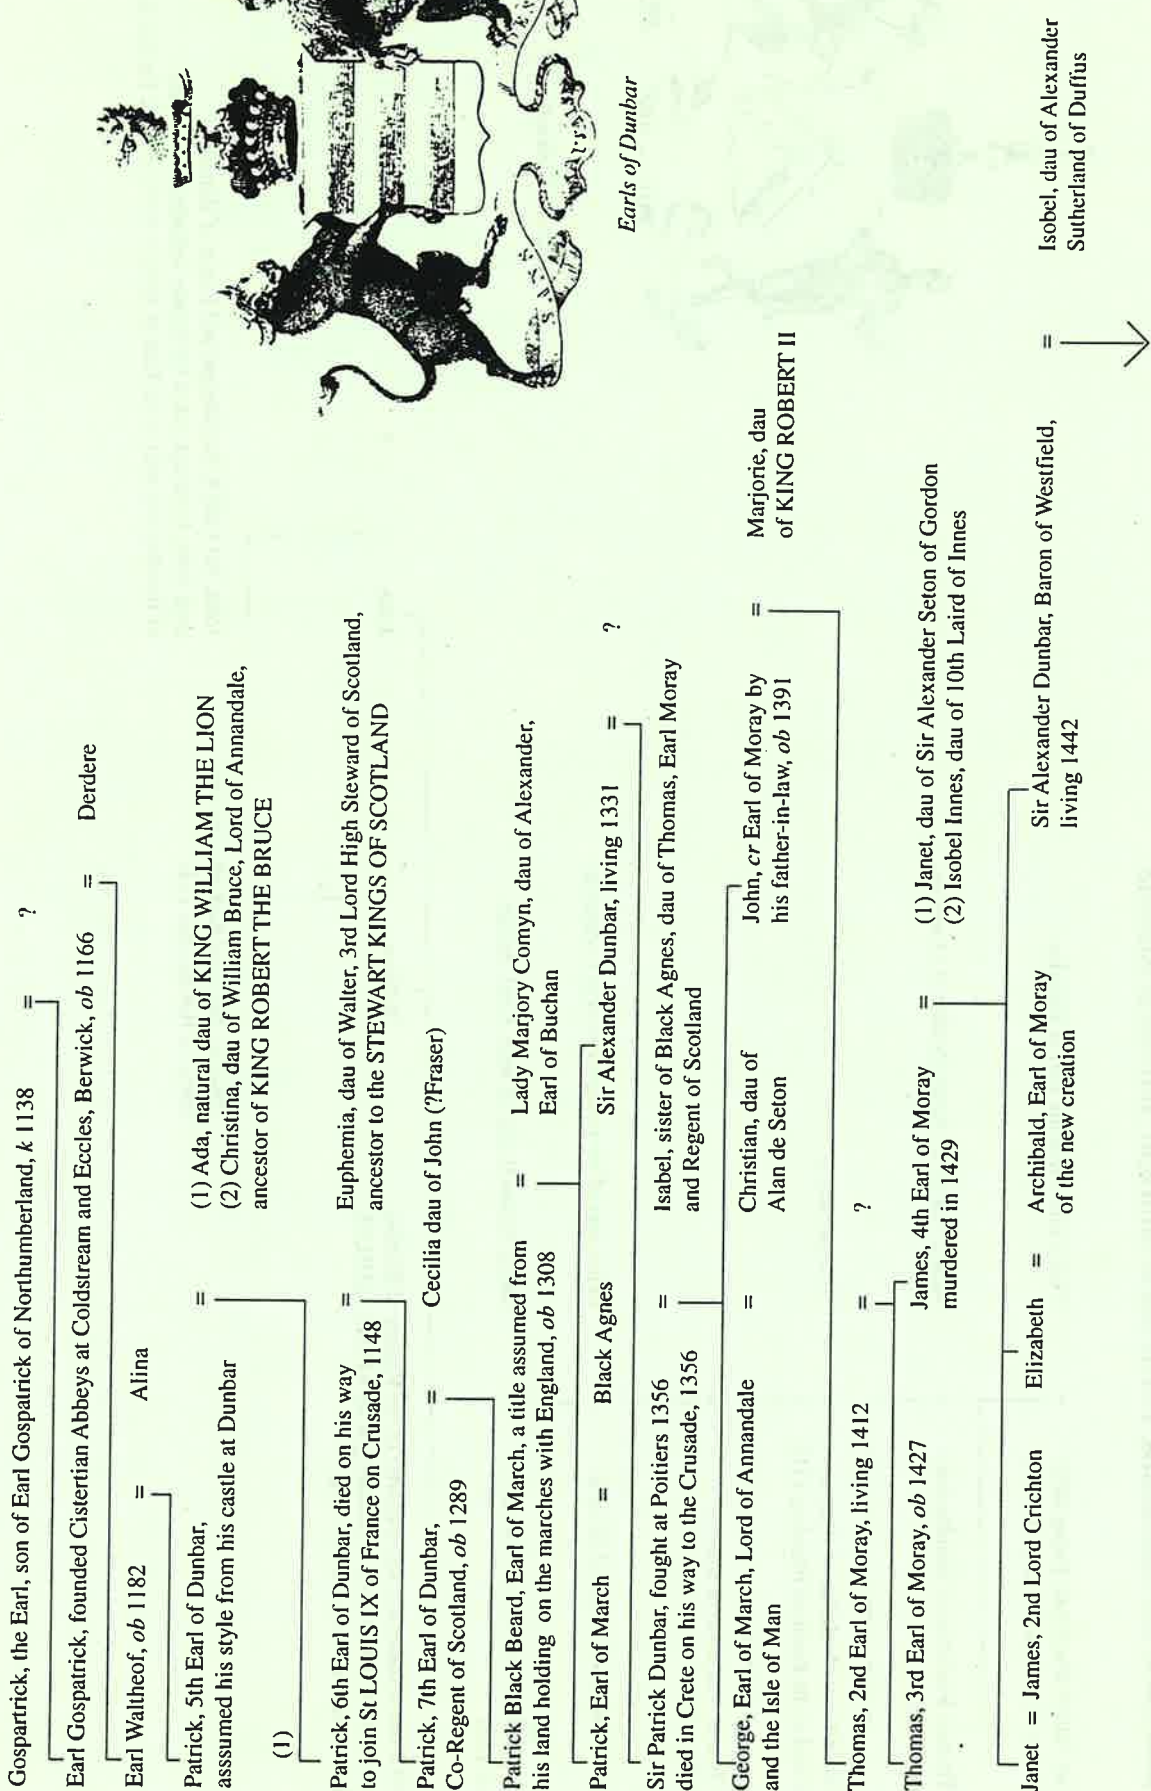 Gospartrick, the Earl, son of Earl Gospatrick of Northumberland, k 1138 = ?
Earl Gospatrick, founded Cistertian Abbeys at Coldstream and Eccles, Berwick, ob 1166 = Derdere
Earl Waltheof, ob 1182 = Alina
Patrick, 5th Earl of Dunbar,
asssumed his style from his castle at Dunbar
=
(1) Ada, natural dau of KING WILLIAM THE LION
(2) Christina, dau of William Bruce, Lord of Annandale,
ancestor of KING ROBERT THE BRUCE
(1)
Patrick, 6th Earl of Dunbar, died on his way
to join St LOUIS IX of France on Crusade, 1148
=
Euphemia, dau of Walter, 3rd Lord High Steward of Scotland,
ancestor to the STEWART KINGS OF SCOTLAND
Patrick, 7th Earl of Dunbar,
Co-Regent of Scotland, ob 1289
=
Cecilia dau of John (?Fraser)
Patrick Black Beard, Earl of March, a title assumed from
his land holding on the marches with England, ob 1308
=
Lady Marjory Comyn, dau of Alexander,
Earl of Buchan
Patrick, Earl of March = Black Agnes
Sir Alexander Dunbar, living 1331 = ?
Sir Patrick Dunbar, fought at Poitiers 1356
died in Crete on his way to the Crusade, 1356
=
Isabel, sister of Black Agnes, dau of Thomas, Earl Moray
and Regent of Scotland
George, Earl of March, Lord of Annandale
and the Isle of Man
=
Christian, dau of
Alan de Seton
John, cr Earl of Moray by
his father-in-law, ob 1391
=
Marjorie, dau
of KING ROBERT II
Thomas, 2nd Earl of Moray, living 1412 = ?
Thomas, 3rd Earl of Moray, ob 1427
James, 4th Earl of Moray
murdered in 1429
=
(1) Janet, dau of Sir Alexander Seton of Gordon
(2) Isobel Innes, dau of 10th Laird of Innes
Janet = James, 2nd Lord Crichton
Elizabeth = Archibald, Earl of Moray
of the new creation
Sir Alexander Dunbar, Baron of Westfield,
living 1442
=
Isobel, dau of Alexander
Sutherland of Duffus
Earls of Dunbar